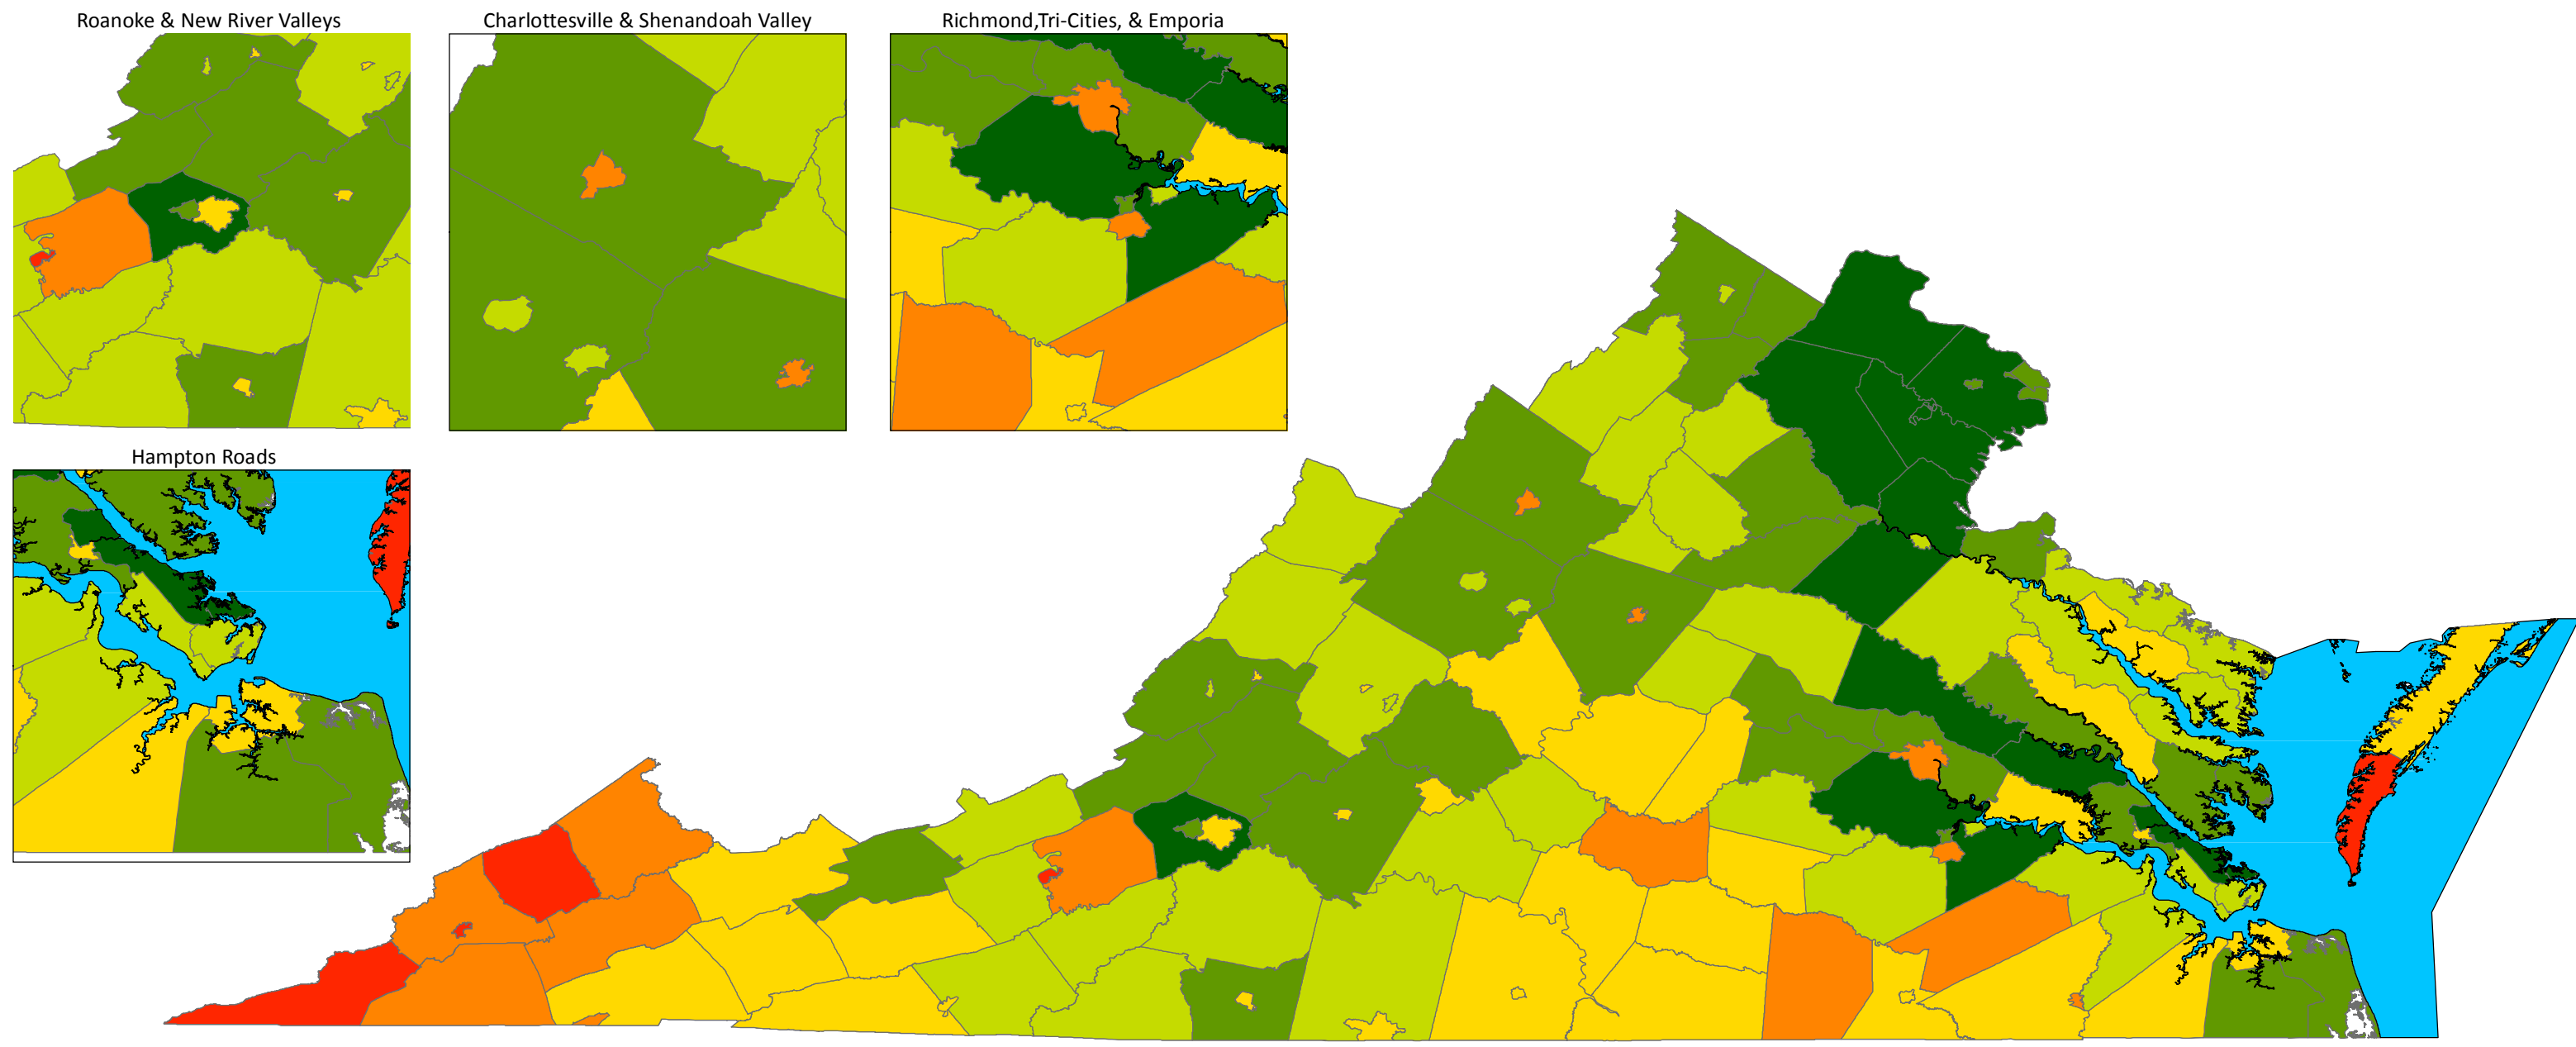 Roanoke & New River Valleys
Charlottesville & Shenandoah Valley
Richmond,Tri-Cities, & Emporia
Hampton Roads